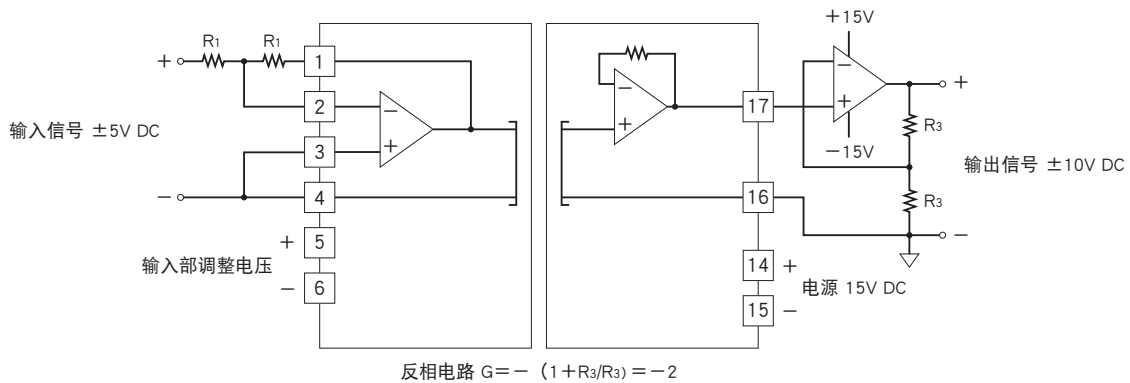 +15V
R1
R1
+
1
−
2
−
17
+
+
输入信号 ±5V DC
3
+
+
−15V
R3
输出信号 ±10V DC
−
4
16
R3
−
+
5
输入部调整电压
−
6
14
+
电源 15V DC
15
−
反相电路 G=−(1+R3/R3)=−2